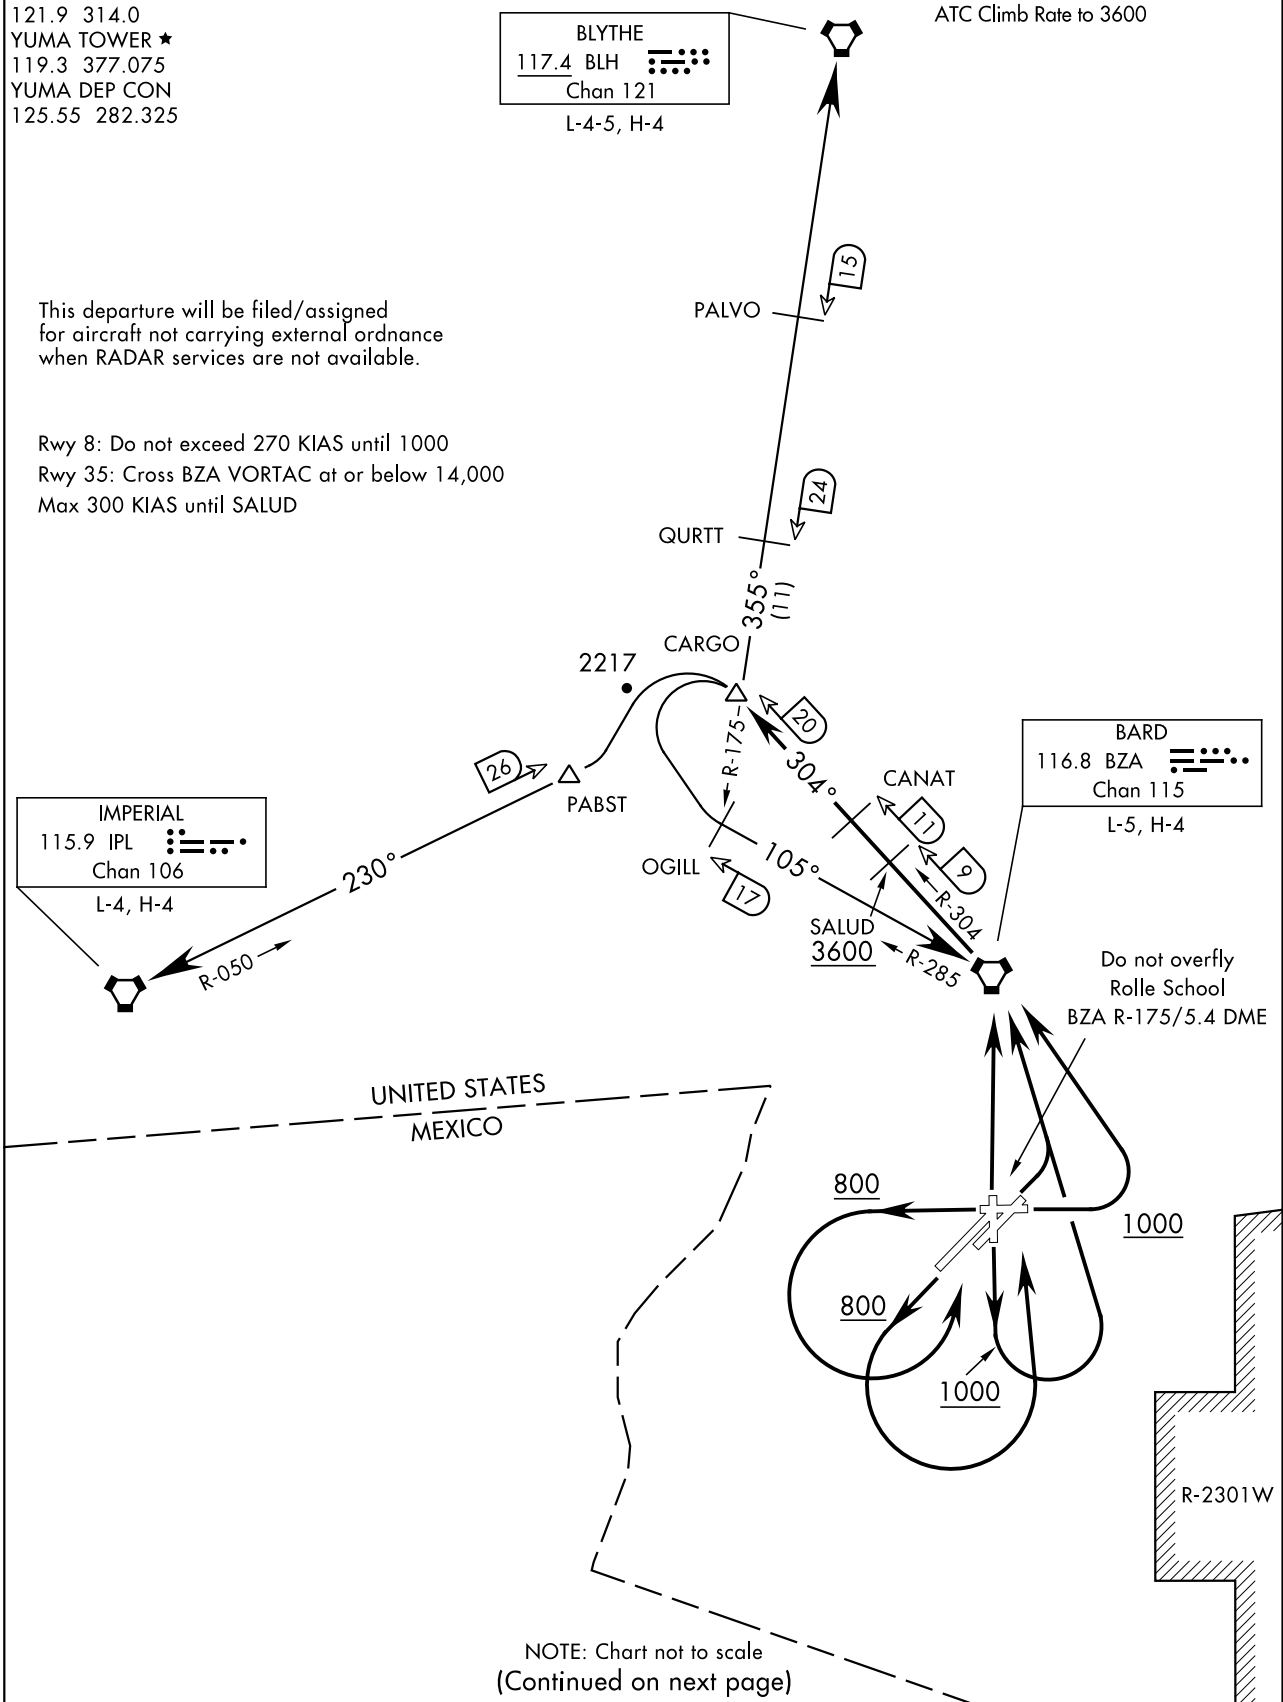 121.9 314.0
YUMA TOWER ★
119.3 377.075
YUMA DEP CON
125.55 282.325
BLYTHE
117.4 BLH
Chan 121
L-4-5, H-4
ATC Climb Rate to 3600
This departure will be filed/assigned
for aircraft not carrying external ordnance
when RADAR services are not available.
Rwy 8: Do not exceed 270 KIAS until 1000
Rwy 35: Cross BZA VORTAC at or below 14,000
Max 300 KIAS until SALUD
15
PALVO
24
QURTT
355°
(11)
CARGO
2217
R-175
20
304°
26
PABST
CANAT
11
9
R-304
BARD
116.8 BZA
Chan 115
L-5, H-4
IMPERIAL
115.9 IPL
Chan 106
L-4, H-4
230°
R-050
OGILL
17
105°
SALUD
3600
R-285
Do not overfly
Rolle School
BZA R-175/5.4 DME
UNITED STATES
MEXICO
800
1000
800
1000
R-2301W
NOTE: Chart not to scale
(Continued on next page)